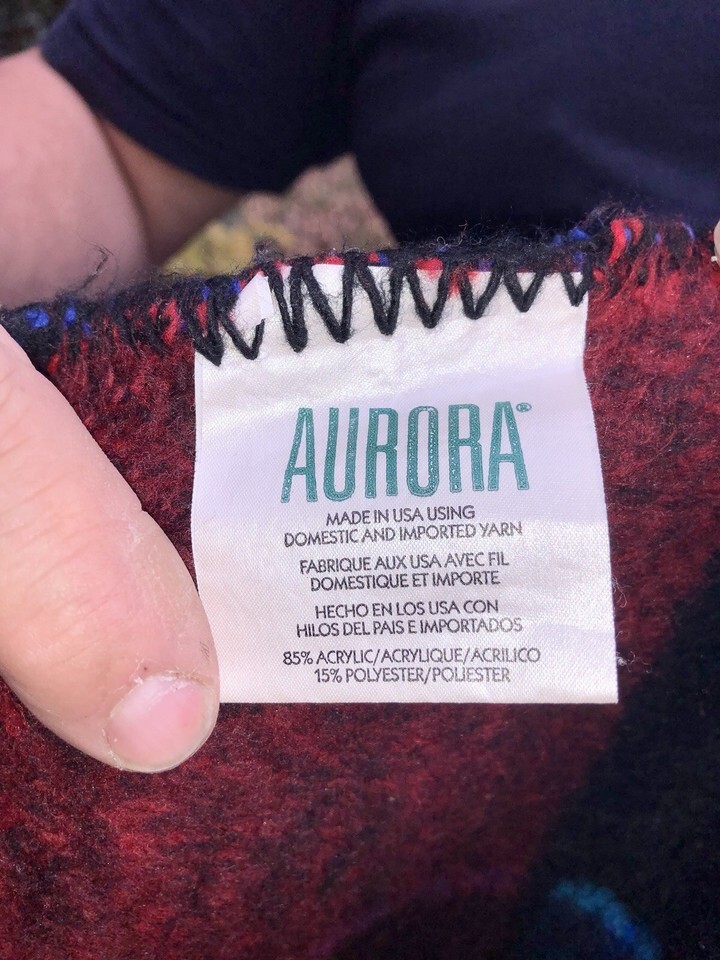 AURORA®
MADE IN USA USING
DOMESTIC AND IMPORTED YARN
FABRIQUE AUX USA AVEC FIL
DOMESTIQUE ET IMPORTE
HECHO EN LOS USA CON
HILOS DEL PAIS E IMPORTADOS
85% ACRYLIC/ACRYLIQUE/ACRILICO
15% POLYESTER/POLIESTER